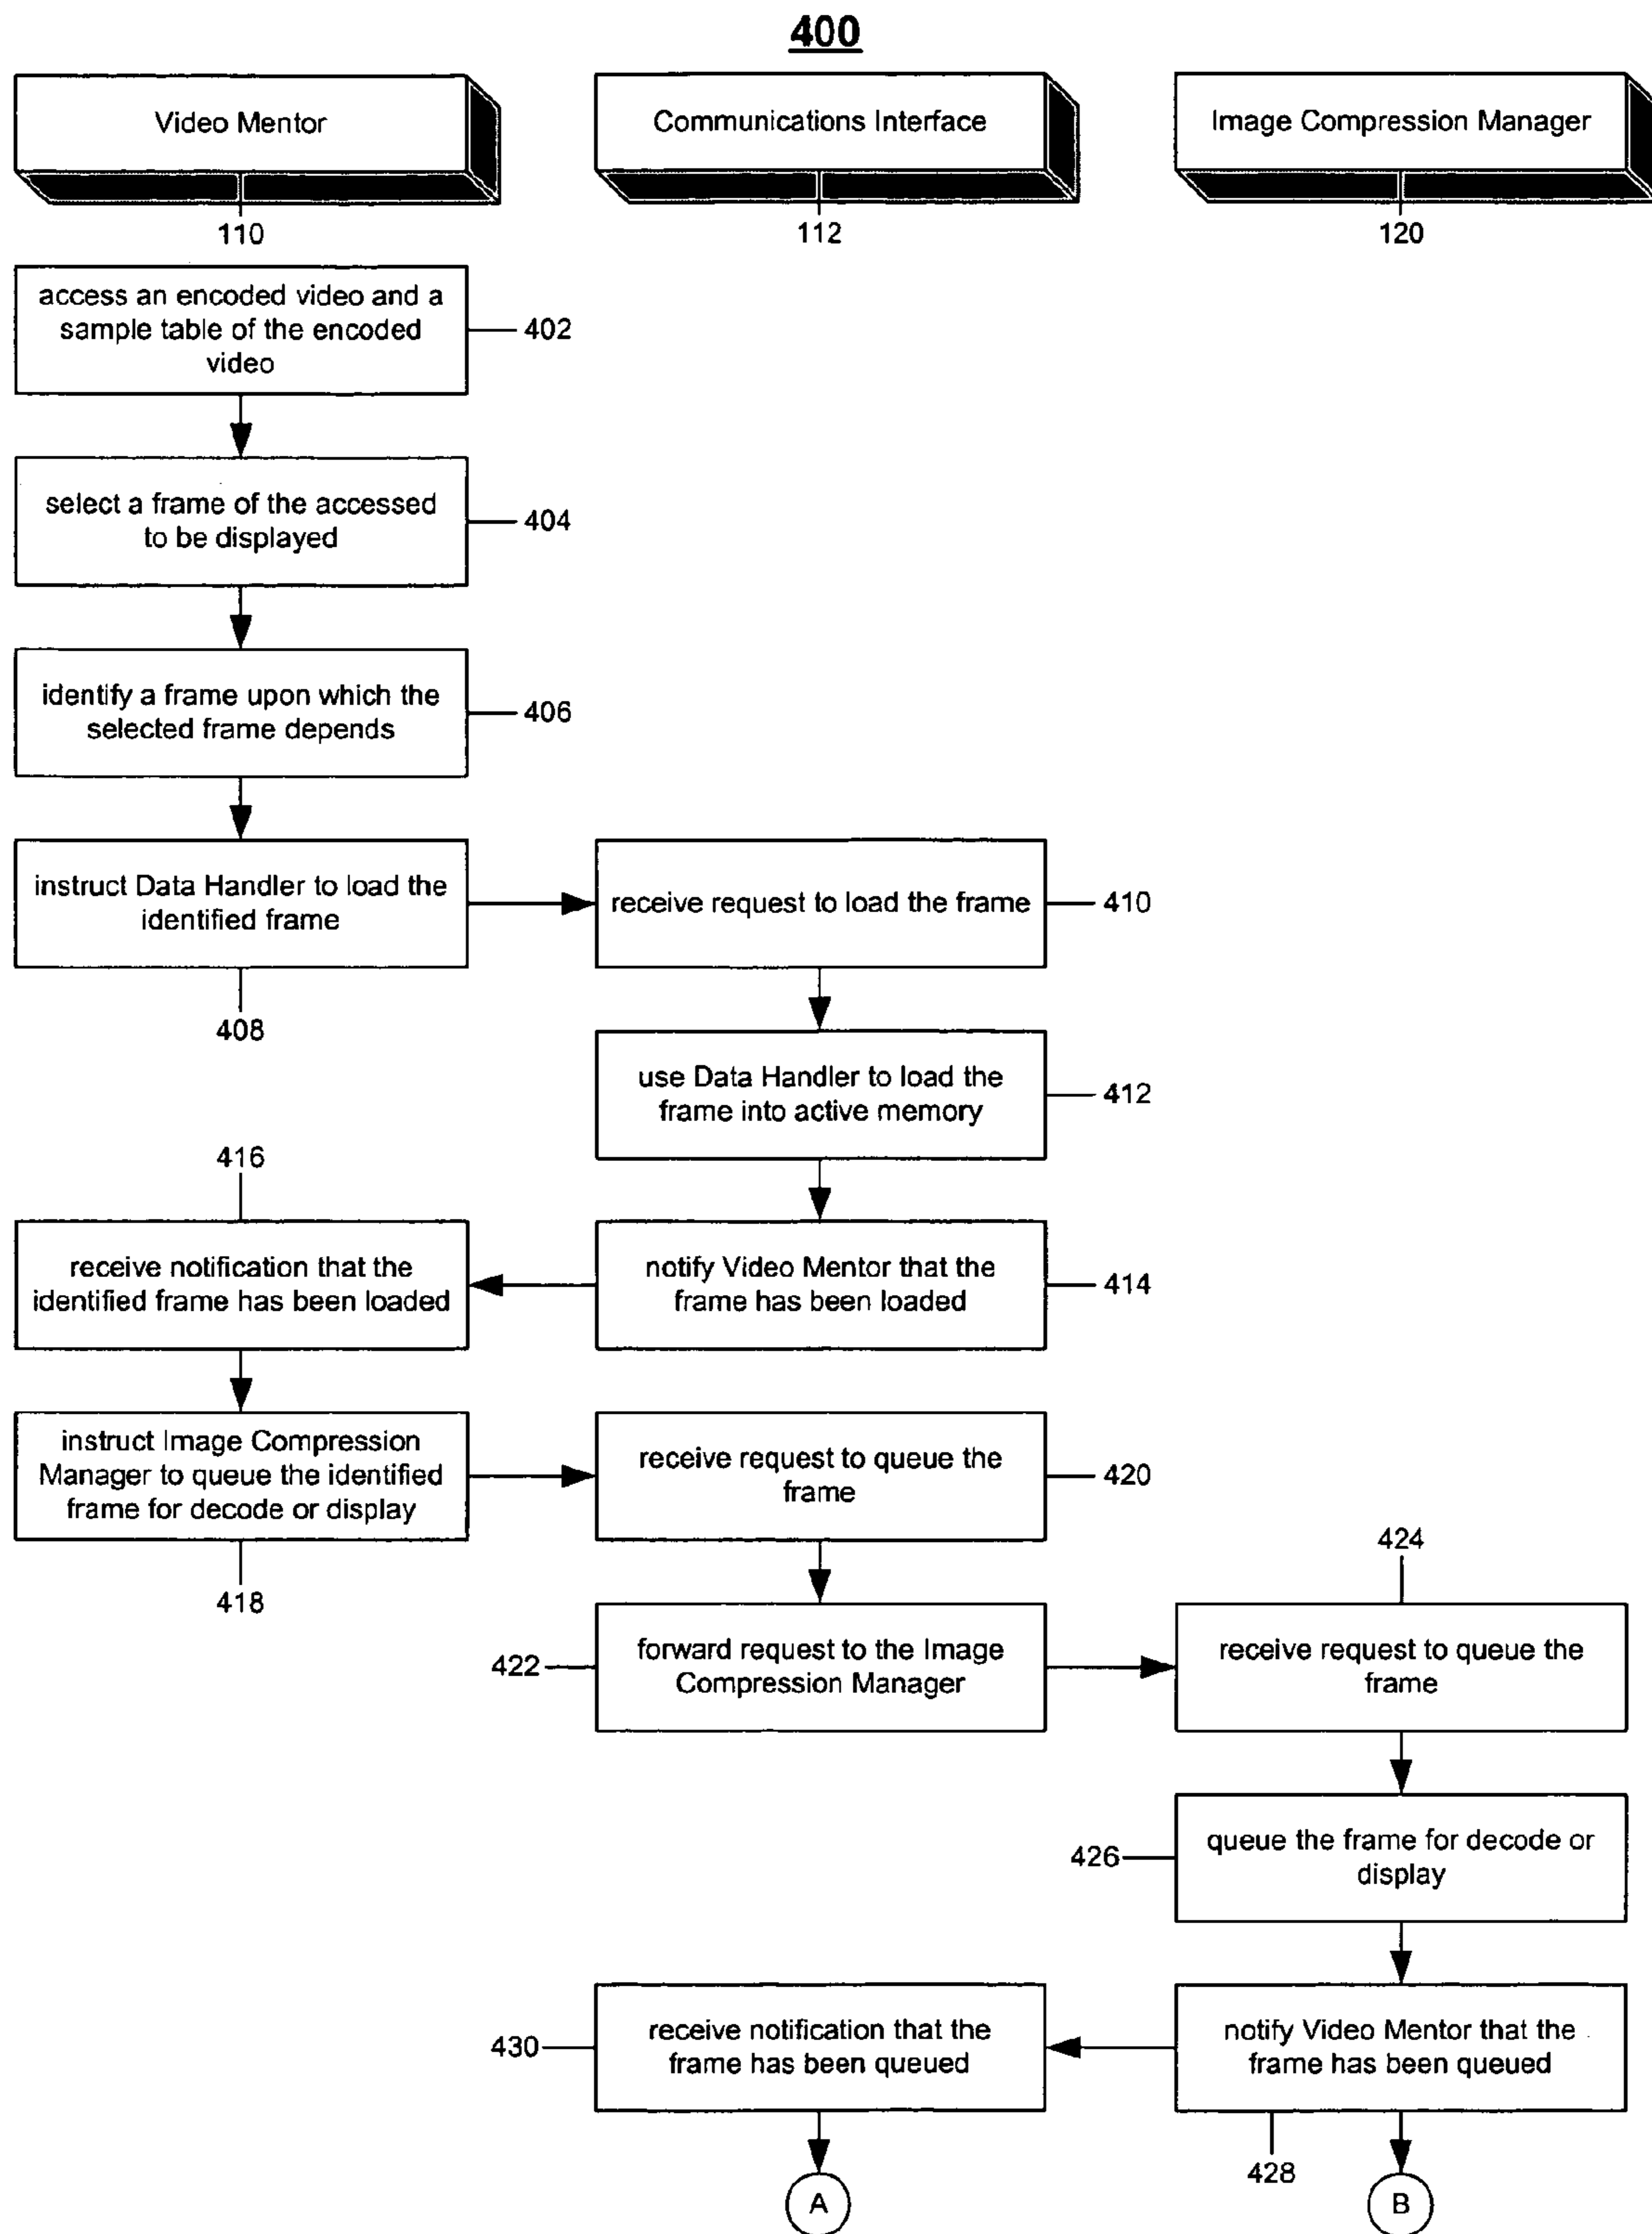 400
Video Mentor
Communications Interface
Image Compression Manager
110
112
120
access an encoded video and a
sample table of the encoded
video
402
select a frame of the accessed
to be displayed
404
identify a frame upon which the
selected frame depends
406
instruct Data Handler to load the
identified frame
408
receive request to load the frame
410
use Data Handler to load the
frame into active memory
412
416
receive notification that the
identified frame has been loaded
notify Video Mentor that the
frame has been loaded
414
instruct Image Compression
Manager to queue the identified
frame for decode or display
418
receive request to queue the
frame
420
422
forward request to the Image
Compression Manager
424
receive request to queue the
frame
426
queue the frame for decode or
display
430
receive notification that the
frame has been queued
notify Video Mentor that the
frame has been queued
428
A
B